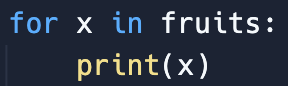 for x in fruits:
    print(x)